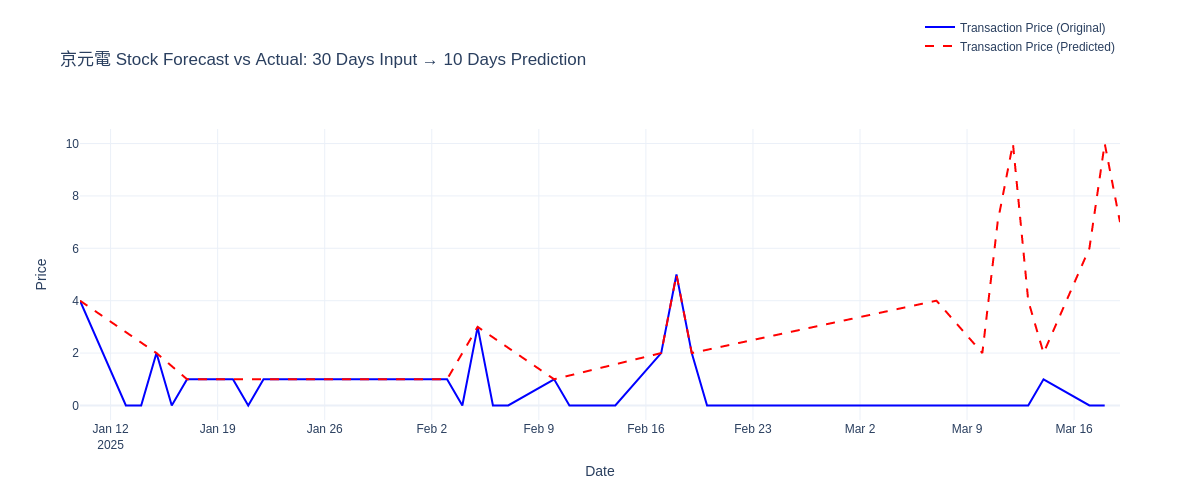 Transaction Price (Original)
Transaction Price (Predicted)
京元電 Stock Forecast vs Actual: 30 Days Input → 10 Days Prediction
10
8
6
4
2
0
Price
Jan 12
2025
Jan 19
Jan 26
Feb 2
Feb 9
Feb 16
Feb 23
Mar 2
Mar 9
Mar 16
Date